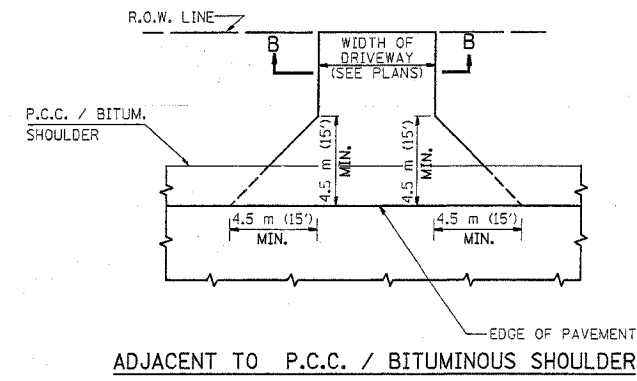 R.O.W. LINE
B
WIDTH OF
DRIVEWAY
(SEE PLANS)
B
P.C.C. / BITUM.
SHOULDER
4.5 m (15')
MIN.
4.5 m (15')
MIN.
4.5 m (15')
MIN.
4.5 m (15')
MIN.
EDGE OF PAVEMENT
ADJACENT TO P.C.C. / BITUMINOUS SHOULDER